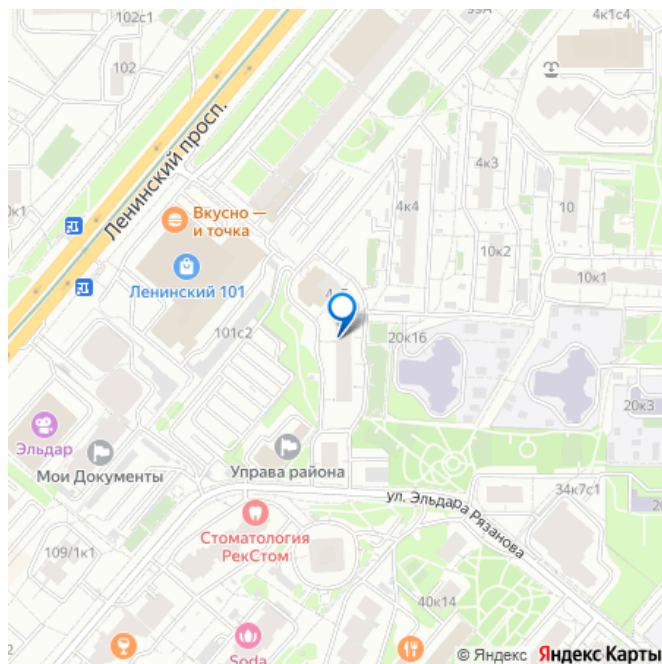 102с1
99А
4к1с4
102
Ленинский просп.
4к3
Вкусно —
и точка
4к4
10
10к2
Ленинский 101
10к1
101с2
20к16
20к3
Эльдар
Мои Документы
Управа района
ул. Эльдара Рязанова
34к7с1
Стоматология
РекСтом
109/1к1
40к14
Soda
© Яндекс Яндекс Карты